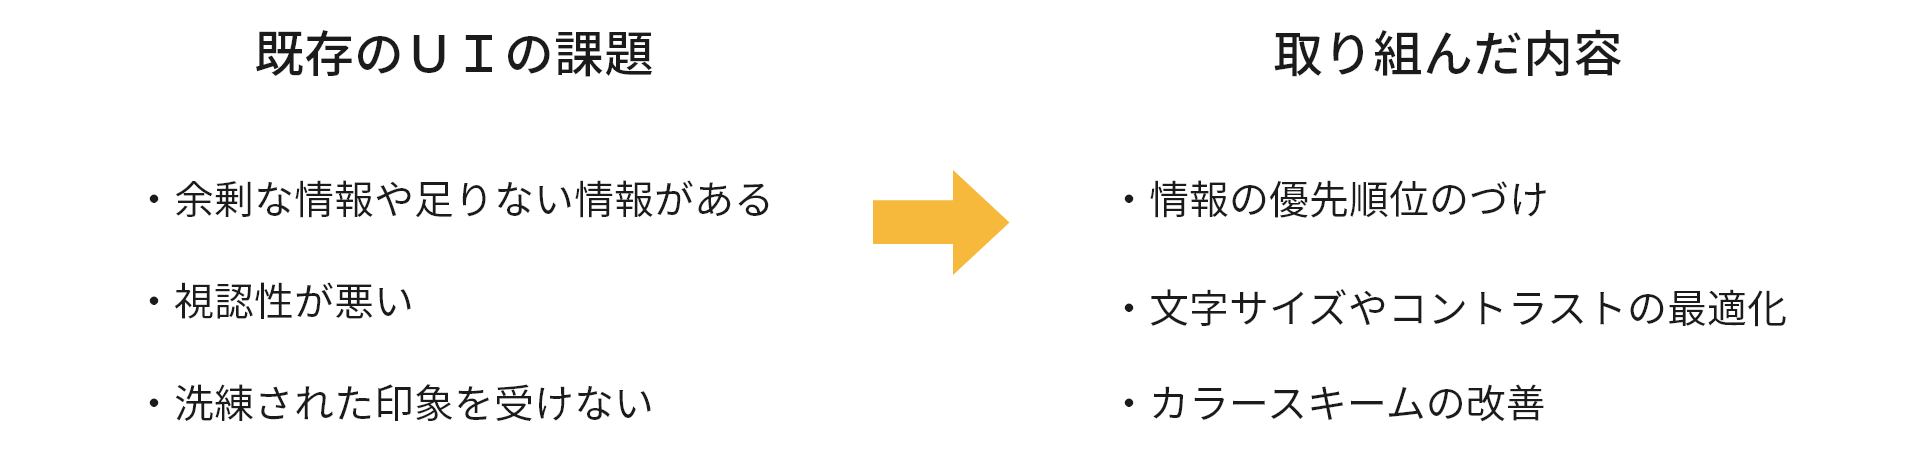 既存のＵＩの課題
・余剰な情報や足りない情報がある
・視認性が悪い
・洗練された印象を受けない
取り組んだ内容
・情報の優先順位のづけ
・文字サイズやコントラストの最適化
・カラースキームの改善